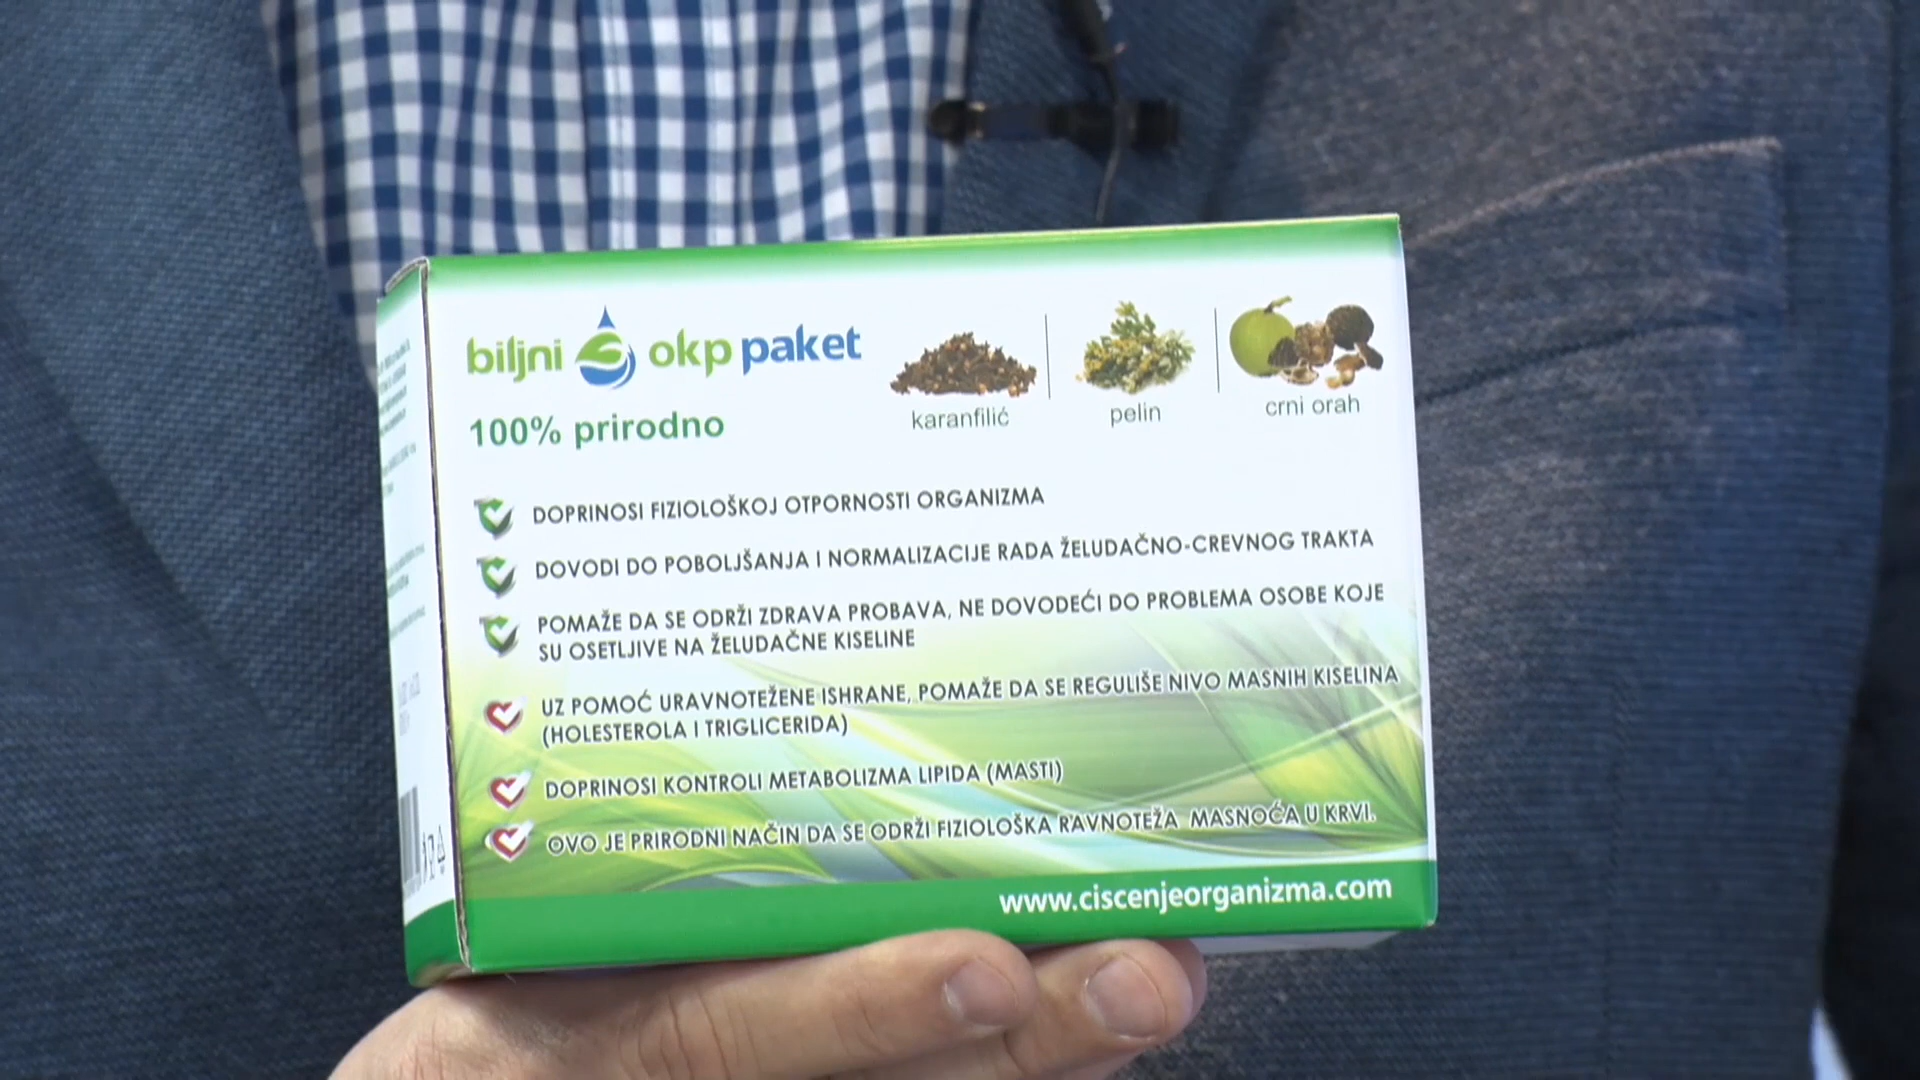 biljni okp paket
100% prirodno
karanfilić
pelin
crni orah
DOPRINOSI FIZIOLOŠKOJ OTPORNOSTI ORGANIZMA
DOVODI DO POBOLJŠANJA I NORMALIZACIJE RADA ŽELUDAČNO-CREVNOG TRAKTA
POMAŽE DA SE ODRŽI ZDRAVA PROBAVA, NE DOVODEĆI DO PROBLEMA OSOBE KOJE
SU OSETLJIVE NA ŽELUDAČNE KISELINE
UZ POMOĆ URAVNOTEŽENE ISHRANE, POMAŽE DA SE REGULIŠE NIVO MASNIH KISELINA
(HOLESTEROLA I TRIGLICERIDA)
DOPRINOSI KONTROLI METABOLIZMA LIPIDA (MASTI)
OVO JE PRIRODNI NAČIN DA SE ODRŽI FIZIOLOŠKA RAVNOTEŽA MASNOĆA U KRVI.
www.ciscenjeorganizma.com